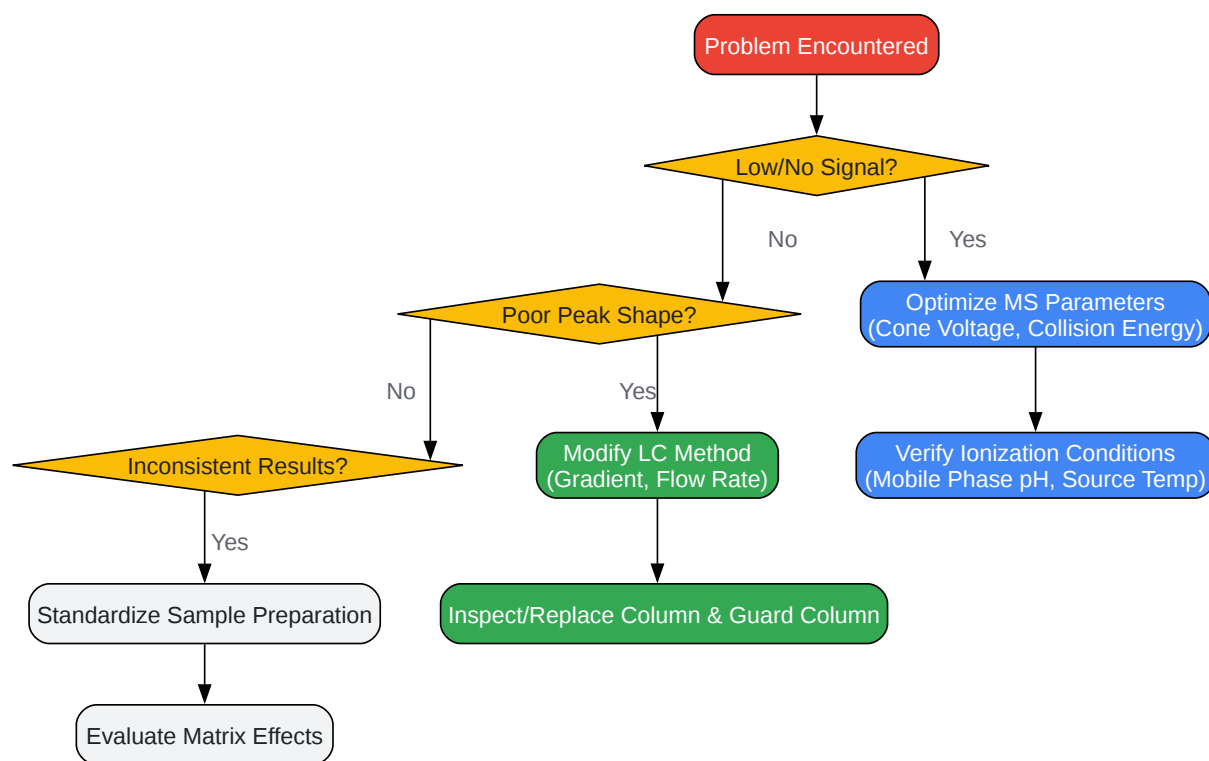 Problem Encountered
Low/No Signal?
No
Yes
Optimize MS Parameters
(Cone Voltage, Collision Energy)
Poor Peak Shape?
No
Yes
Verify Ionization Conditions
(Mobile Phase pH, Source Temp)
Modify LC Method
(Gradient, Flow Rate)
Inconsistent Results?
Yes
Standardize Sample Preparation
Inspect/Replace Column & Guard Column
Evaluate Matrix Effects